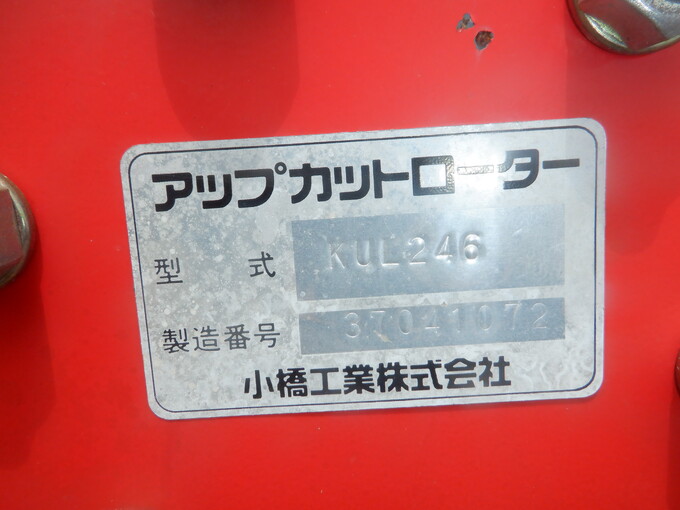 アップカットローター
型 式 KUL246
製造番号 37041072
小橋工業株式会社